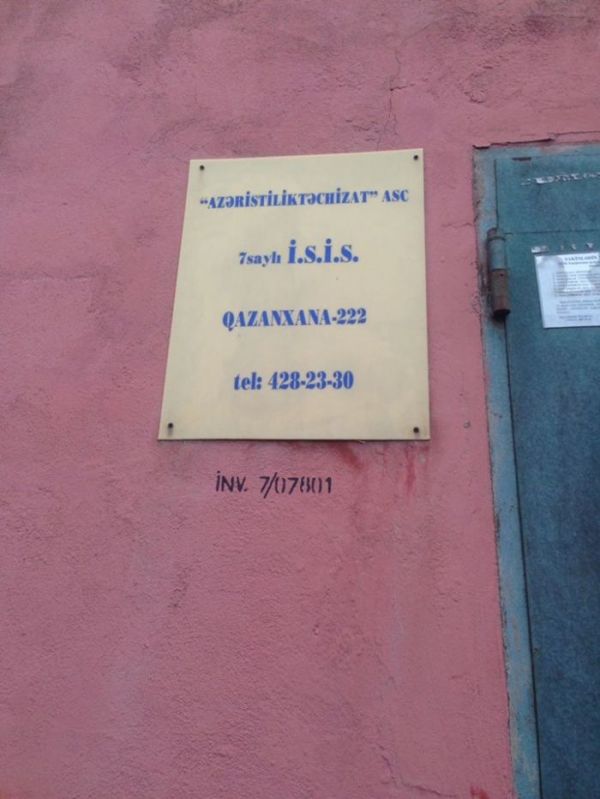 “AZƏRİSTİLİKTƏCHİZAT” ASC
7saylı İ.S.İ.S.
QAZANXANA-222
tel: 428-23-30
İNV. 7/07801